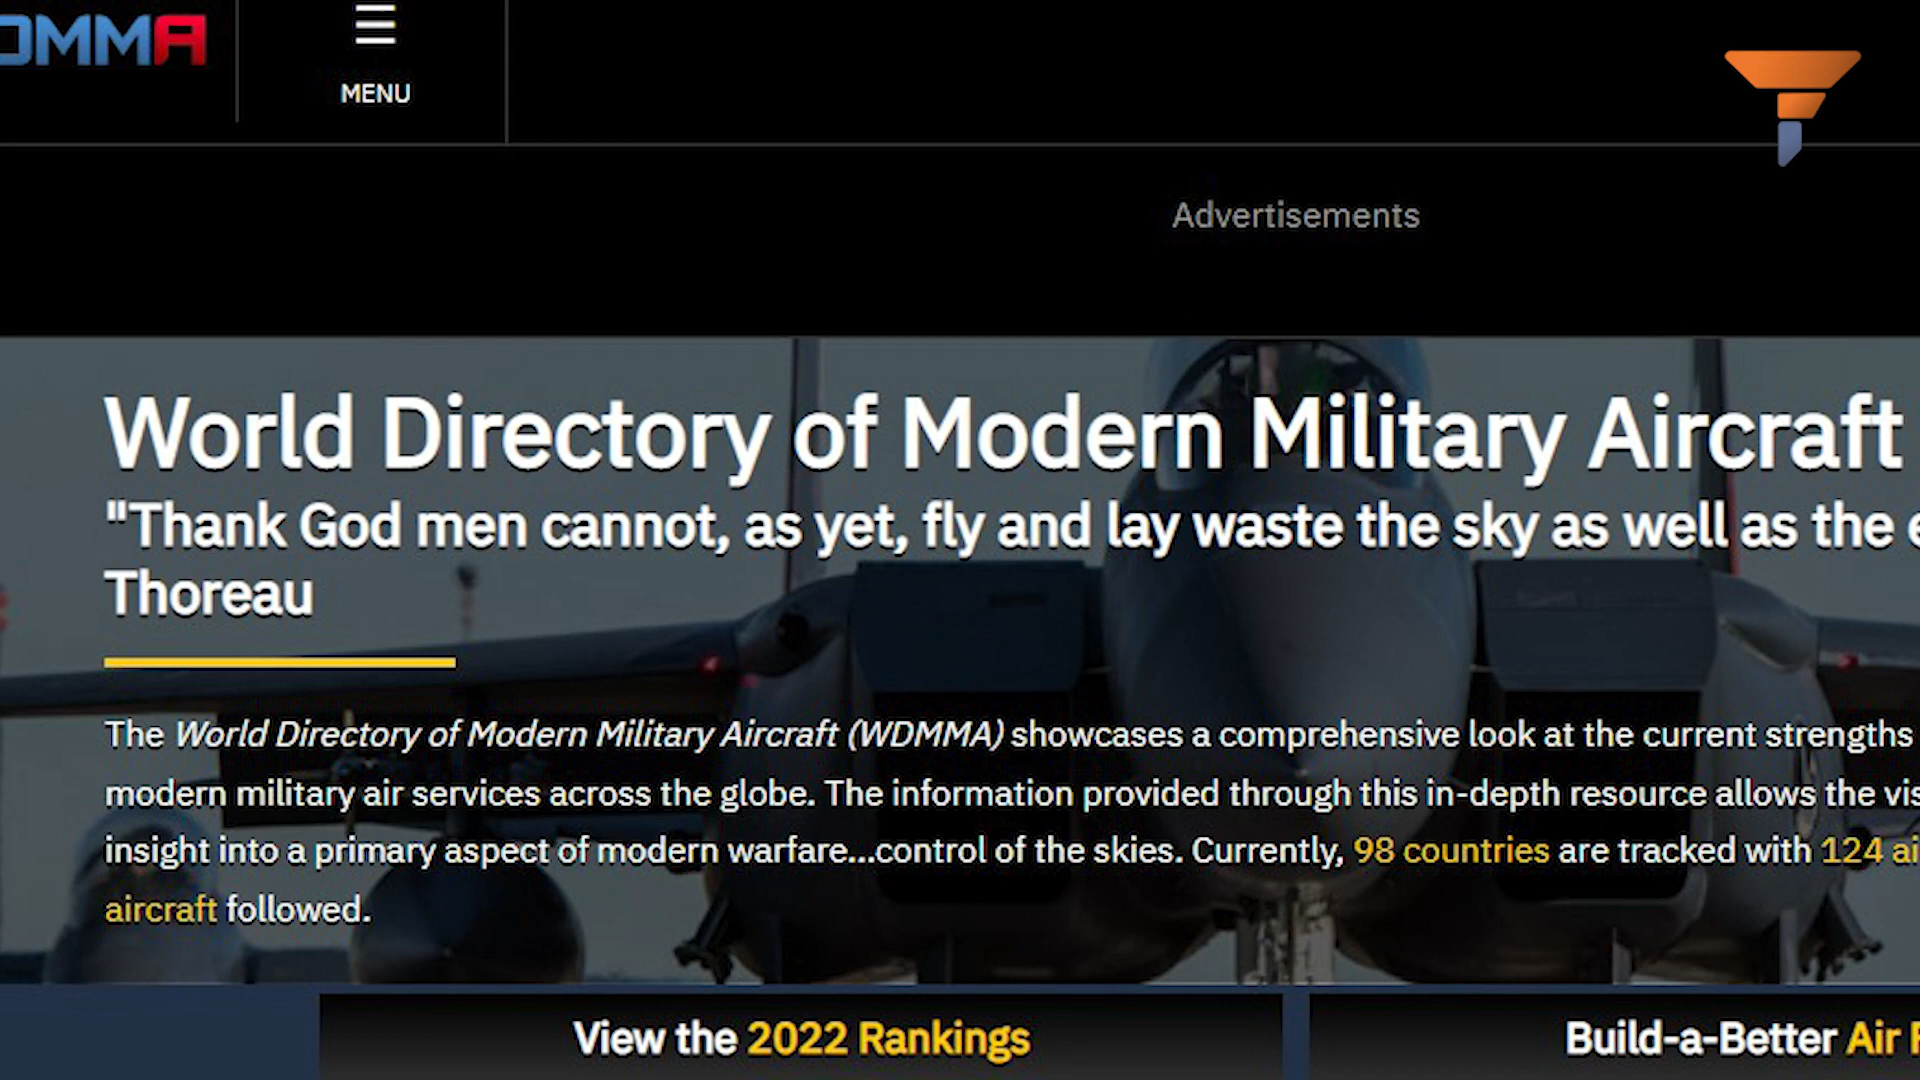 DMMA
MENU
Advertisements
World Directory of Modern Military Aircraft
"Thank God men cannot, as yet, fly and lay waste the sky as well as the
Thoreau
The World Directory of Modern Military Aircraft (WDMMA) showcases a comprehensive look at the current strengths
modern military air services across the globe. The information provided through this in-depth resource allows the
insight into a primary aspect of modern warfare...control of the skies. Currently, 98 countries are tracked with 124
aircraft followed.
View the 2022 Rankings
Build-a-Better Air